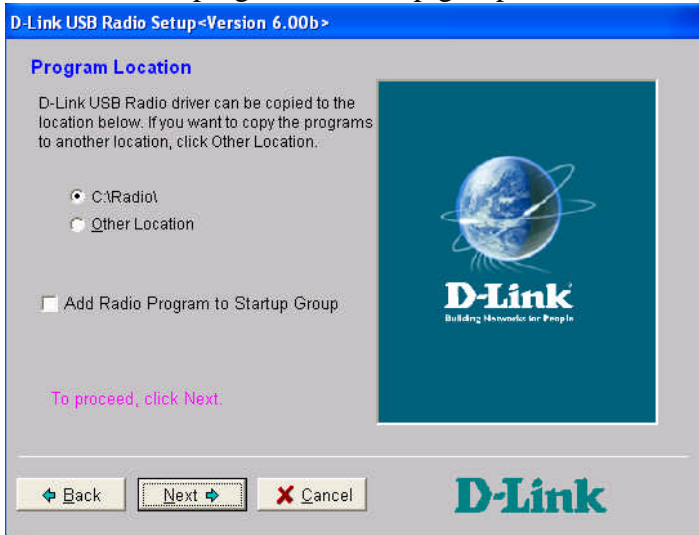 D-Link USB Radio Setup<Version 6.00b>
Program Location
D-Link USB Radio driver can be copied to the
location below. If you want to copy the programs
to another location, click Other Location.
C:\Radio\
Other Location
Add Radio Program to Startup Group
To proceed, click Next.
D-Link
Building Networks for People
Back
Next
Cancel
D-Link